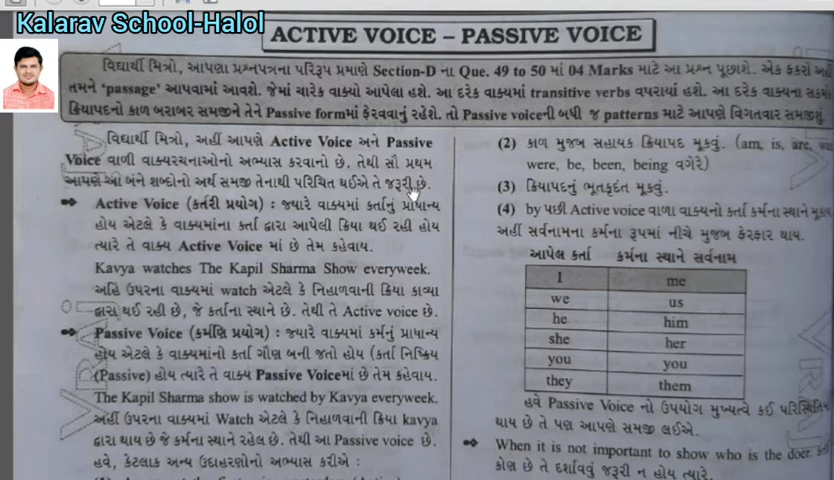 Kalarav School-Halol
ACTIVE VOICE – PASSIVE VOICE
વિદ્યાર્થી મિત્રો, આપણા પ્રશ્નપત્રના પરિરૂપ પ્રમાણે Section-D ના Que. 49 to 50 માં 04 Marks માટે આ પ્રશ્ન પૂછાશે. એક ફકરો અહીં
તમને 'passage' આપવામાં આવશે. જેમાં ચારેક વાક્યો આપેલા હશે. આ દરેક વાક્યમાં transitive verbs વપરાયાં હશે. આ દરેક વાક્યના સકર્મક
ક્રિયાપદનો કાળ બરાબર સમજીને તેને Passive formમાં ફેરવવાનું રહેશે. તો Passive Voiceની બધી જ patterns માટે આપણે વિગતવાર સમજીશું.
વિદ્યાર્થી મિત્રો, અહીં આપણે Active Voice અને Passive
Voice વાળી વાક્યરચનાઓનો અભ્યાસ કરવાનો છે. તેથી સૌ પ્રથમ
આપણે આ બંને શબ્દોનો અર્થ સમજી તેનાથી પરિચિત થઈએ તે જરૂરી છે.
Active Voice (કર્તરી પ્રયોગ) : જ્યારે વાક્યમાં કર્તાનું પ્રાધાન્ય
હોય એટલે કે વાક્યમાંના કર્તા દ્વારા આપેલી ક્રિયા થઈ રહી હોય
ત્યારે તે વાક્ય Active Voice માં છે તેમ કહેવાય.
Kavya watches The Kapil Sharma Show everyweek.
અહિ ઉપરના વાક્યમાં watch એટલે કે નિહાળવાની ક્રિયા કાવ્યા
દ્વારા થઈ રહી છે, જે કર્તાના સ્થાને છે. તેથી તે Active voice છે.
Passive Voice (કર્મણિ પ્રયોગ) : જ્યારે વાક્યમાં કર્મનું પ્રાધાન્ય
હોય એટલે કે વાક્યમાંનો કર્તા ગૌણ બની જતો હોય (કર્તા નિષ્ક્રિય
(Passive) હોય ત્યારે તે વાક્ય Passive Voiceમાં છે તેમ કહેવાય.
The Kapil Sharma show is watched by Kavya everyweek.
અહીં ઉપરના વાક્યમાં Watch એટલે કે નિહાળવાની ક્રિયા kavya
દ્વારા થાય છે જે કર્મના સ્થાને રહેલ છે. તેથી આ Passive voice છે.
હવે, કેટલાક અન્ય ઉદાહરણોનો અભ્યાસ કરીએ :
(2) કાળ મુજબ સહાયક ક્રિયાપદ મૂકવું. (am, is, are, was
were, be, been, being વગેરે)
(3) ક્રિયાપદનું ભૂતકૃદંત મૂકવું.
(4) by પછી Active voice વાળા વાક્યનો કર્તા કર્મના સ્થાને મૂકાય
અહીં સર્વનામના કર્મના રૂપમાં નીચે મુજબ ફેરફાર થાય.
આપેલ કર્તા કર્મના સ્થાને સર્વનામ
I me
we us
he him
she her
you you
they them
હવે Passive Voice નો ઉપયોગ મુખ્યત્વે કઈ પરિસ્થિતિ
થાય છે તે પણ આપણે સમજી લઈએ.
When it is not important to show who is the doer.
કોણ છે તે દર્શાવવું જરૂરી ન હોય ત્યારે.